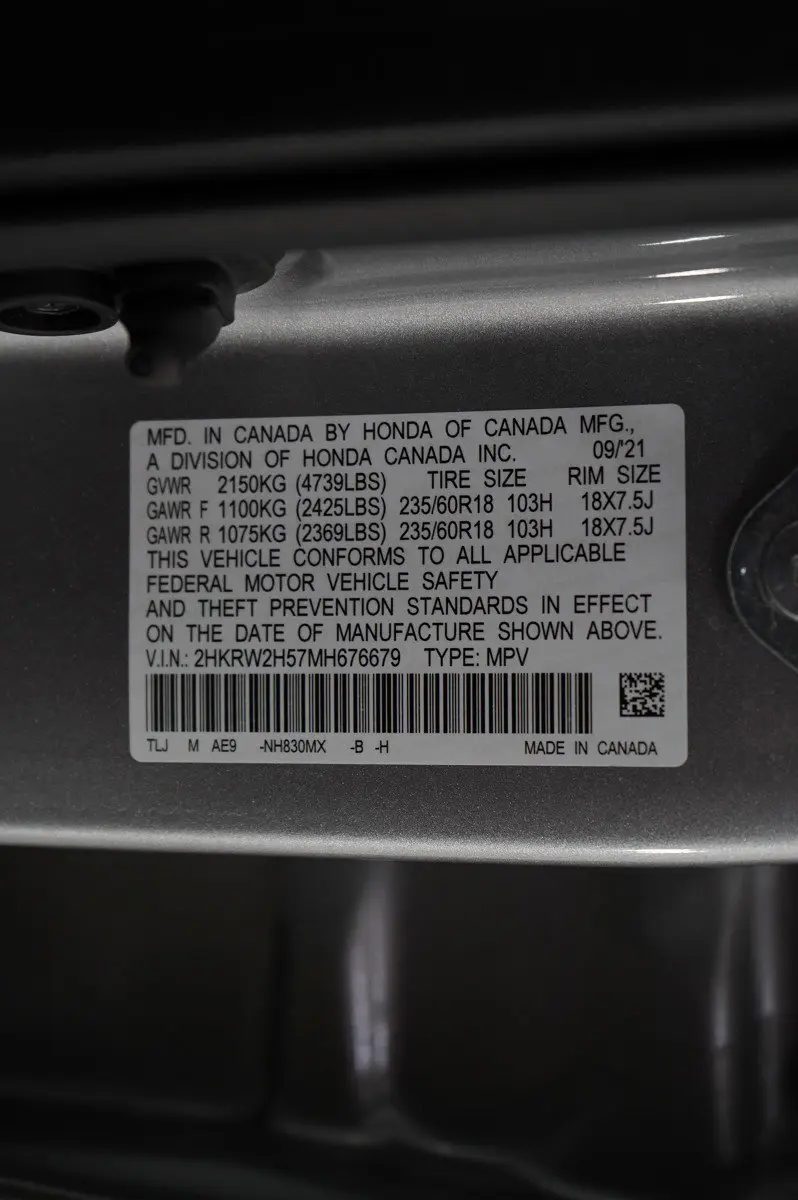 MFD. IN CANADA BY HONDA OF CANADA MFG.,
A DIVISION OF HONDA CANADA INC. 09/'21
GVWR 2150KG (4739LBS) TIRE SIZE RIM SIZE
GAWR F 1100KG (2425LBS) 235/60R18 103H 18X7.5J
GAWR R 1075KG (2369LBS) 235/60R18 103H 18X7.5J
THIS VEHICLE CONFORMS TO ALL APPLICABLE
FEDERAL MOTOR VEHICLE SAFETY
AND THEFT PREVENTION STANDARDS IN EFFECT
ON THE DATE OF MANUFACTURE SHOWN ABOVE.
V.I.N.: 2HKRW2H57MH676679 TYPE: MPV
TLJ M AE9 -NH830MX -B -H MADE IN CANADA